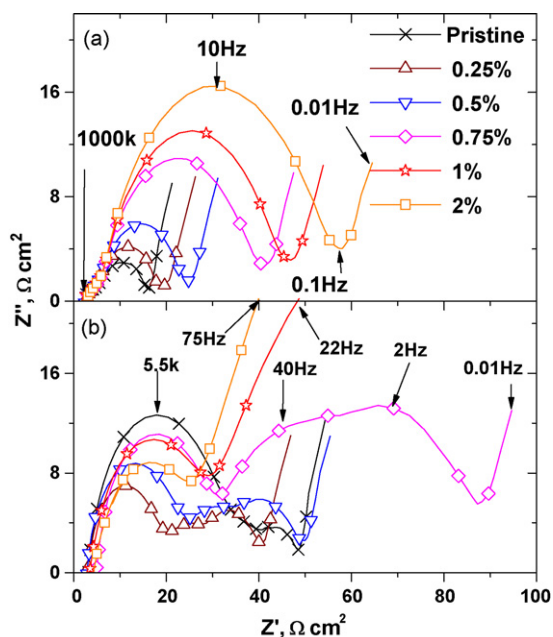 (a)
10Hz
Pristine
0.25%
0.5%
0.75%
1%
2%
0.01Hz
1000k
0.1Hz
16
8
0
Z'', Ω cm²
(b)
75Hz
22Hz
5.5k
40Hz
2Hz
0.01Hz
16
8
0
0 20 40 60 80 100
Z', Ω cm²